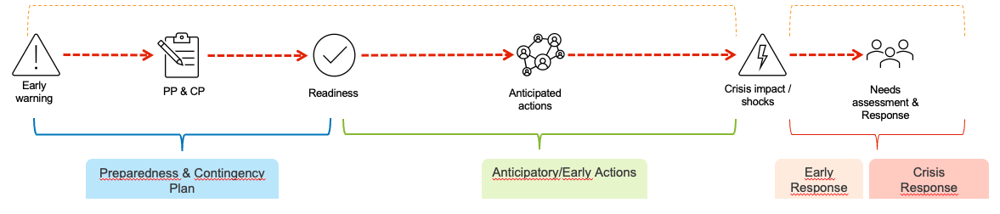 Early
warning
PP & CP
Readiness
Anticipated
actions
Crisis impact /
shocks
Needs
assessment &
Response
Preparedness & Contingency
Plan
Anticipatory/Early Actions
Early
Response
Crisis
Response